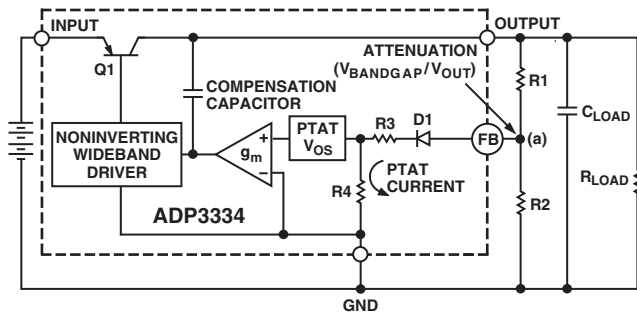 INPUT
OUTPUT
Q1
ATTENUATION
(VBANDGAP/VOUT)
COMPENSATION
CAPACITOR
R1
CLOAD
NONINVERTING
WIDEBAND
DRIVER
gm
+
−
PTAT
VOS
R3
D1
FB
(a)
R4
PTAT
CURRENT
R2
RLOAD
ADP3334
GND